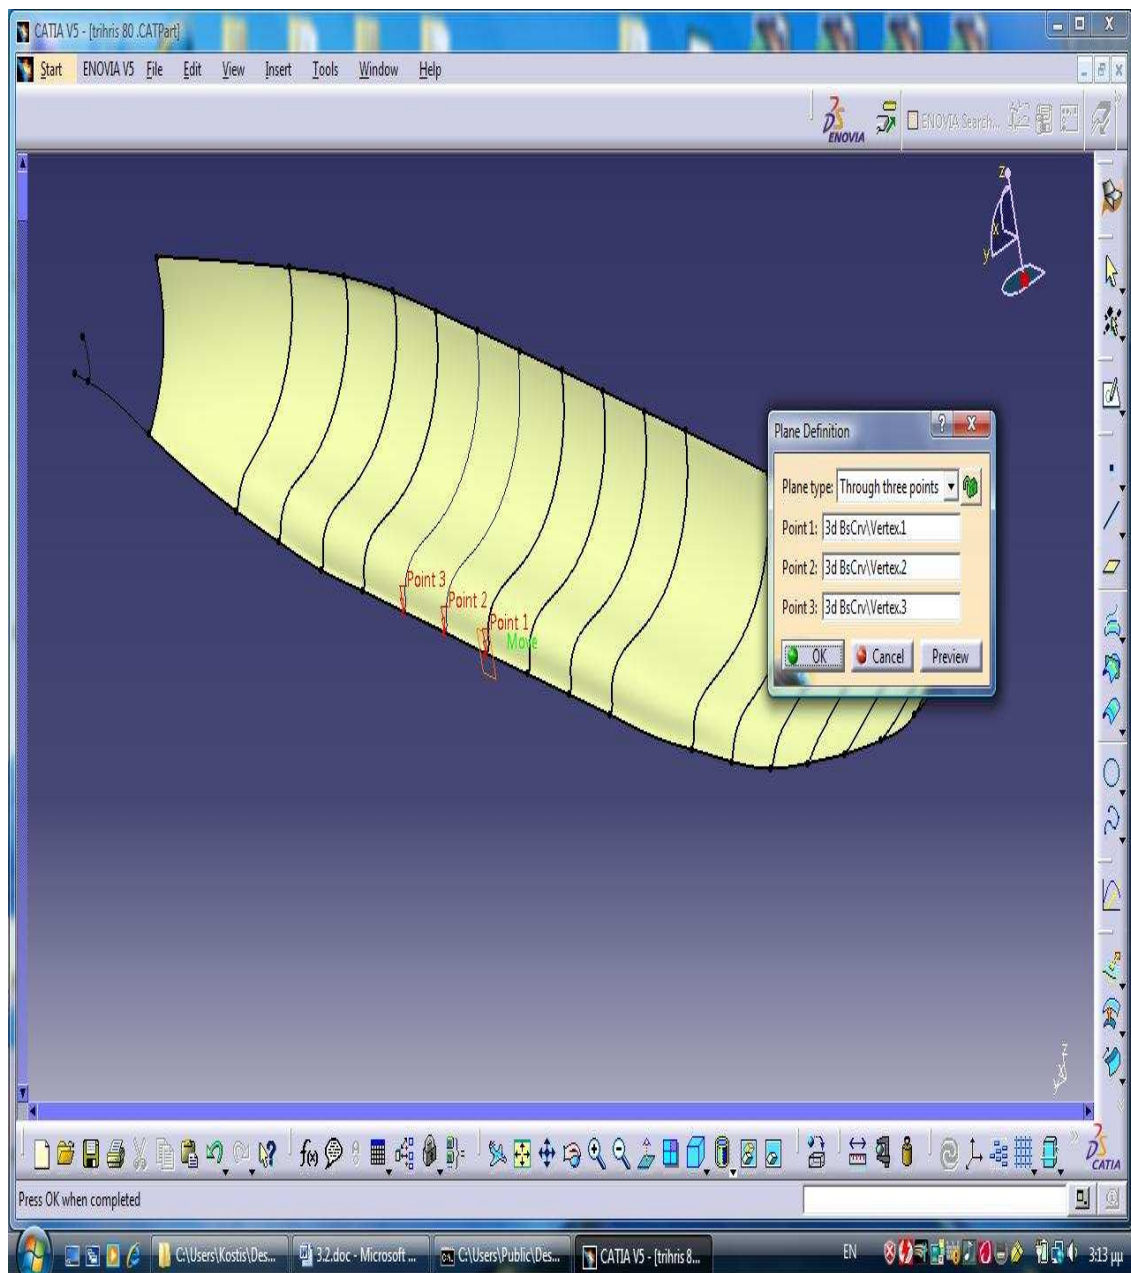 CATIA V5 - [trihris 80 .CATPart]
Start ENOVIA V5 File Edit View Insert Tools Window Help
ENOVIA
ENOVIA Search...
z
x
y
Plane Definition
Plane type: Through three points
Point 1: 3d BsCrv\Vertex.1
Point 2: 3d BsCrv\Vertex.2
Point 3: 3d BsCrv\Vertex.3
OK Cancel Preview
Point 3
Point 2
Point 1
Move
z
x
y
f(x)
CATIA
Press OK when completed
C:\Users\Kostis\Des... 3.2.doc - Microsoft ... C:\Users\Public\Des... CATIA V5 - [trihris 8... EN 3:13 μμ